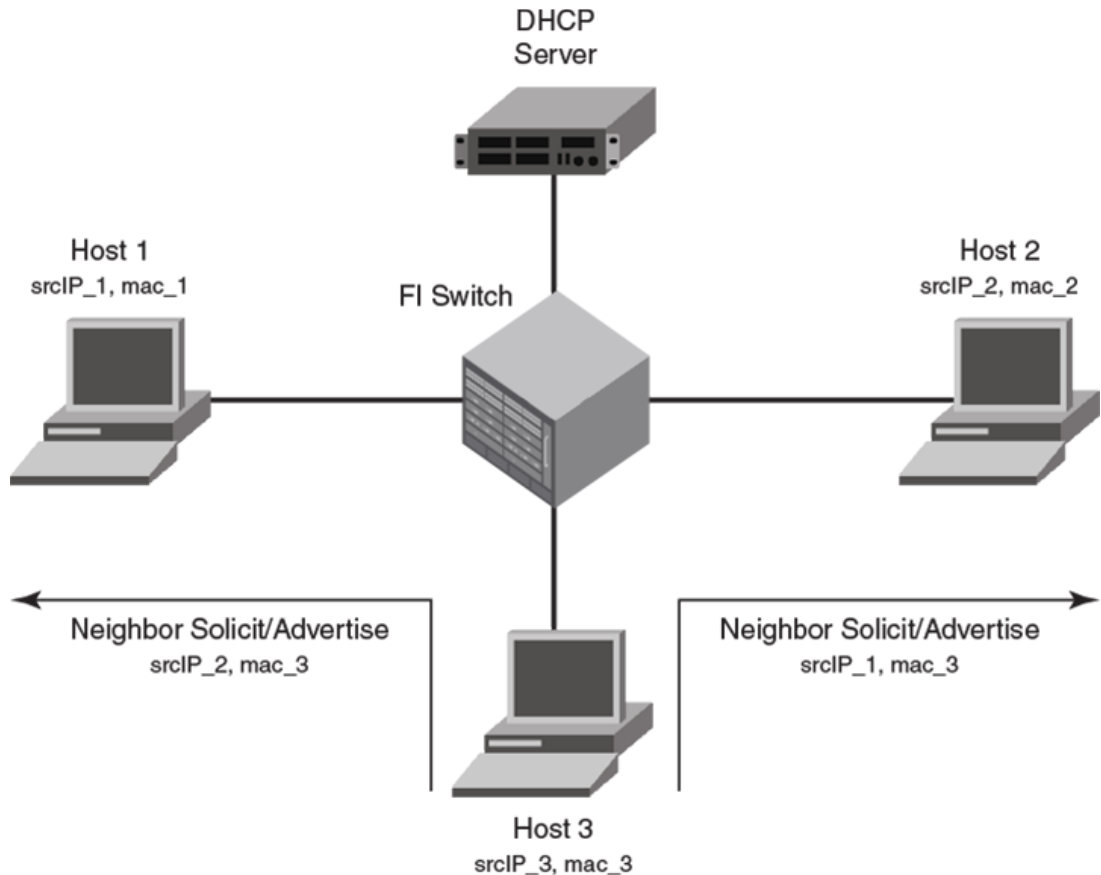 DHCP
Server
Host 1
srcIP_1, mac_1
Host 2
srcIP_2, mac_2
FI Switch
Neighbor Solicit/Advertise
srcIP_2, mac_3
Neighbor Solicit/Advertise
srcIP_1, mac_3
Host 3
srcIP_3, mac_3